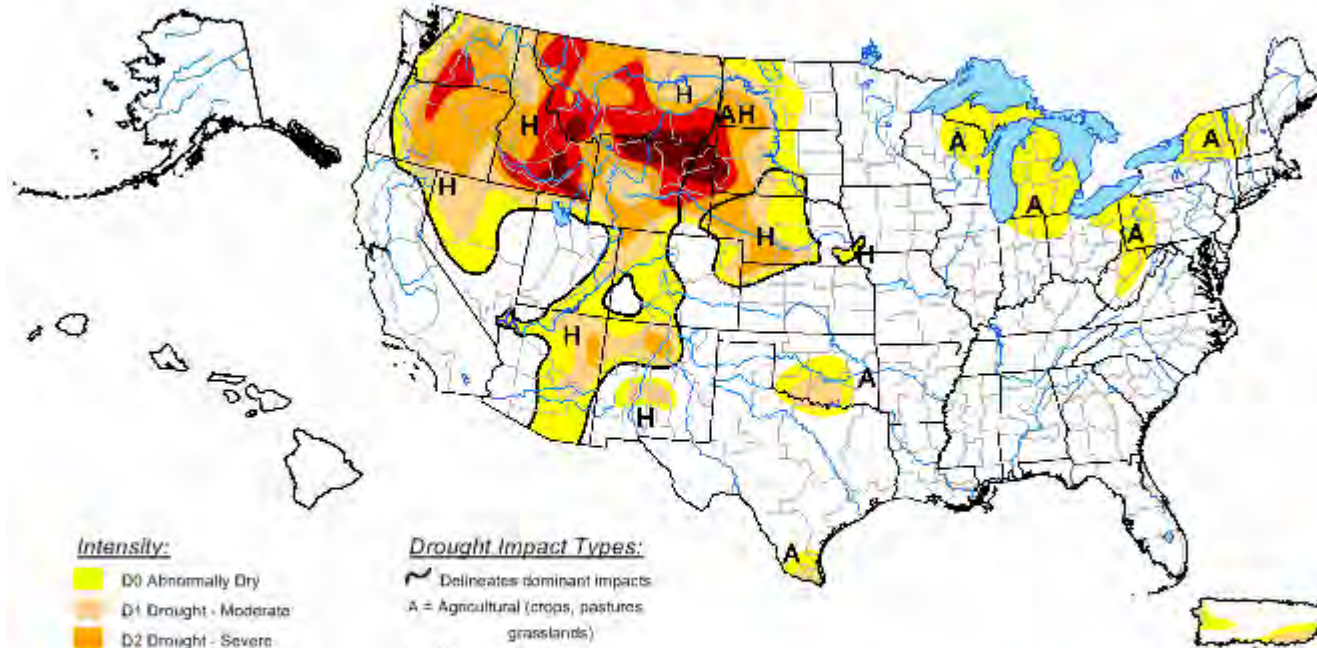 H
A H
H
H
H
H
H
H
A
A
A
A
A
A
Intensity:
D0 Abnormally Dry
D1 Drought - Moderate
D2 Drought - Severe
Drought Impact Types:
Delineates dominant impacts
A = Agricultural (crops, pastures,
grasslands)